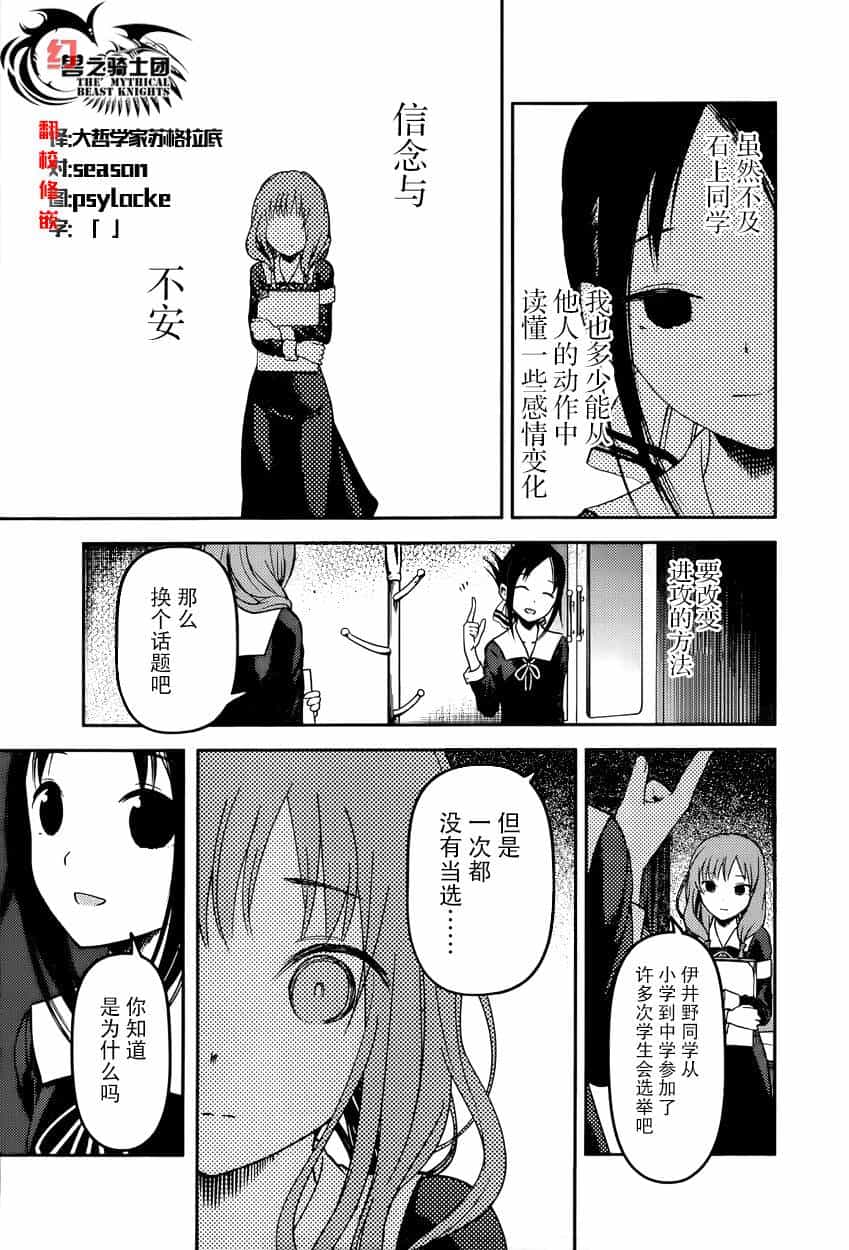 幻兽之骑士团
THE MYTHICAL
BEAST KNIGHTS
翻译:大哲学家苏格拉底
校对:season
修图:psylocke
嵌字:「 」
虽然不及
石上同学
我也多少能从
他人的动作中
读懂一些感情变化
信念与
不安
要改变
进攻的方法
那么
换个话题吧
伊井野同学从
小学到中学参加了
许多次学生会选举吧
但是
一次都
没有当选……
你知道
是为什么吗